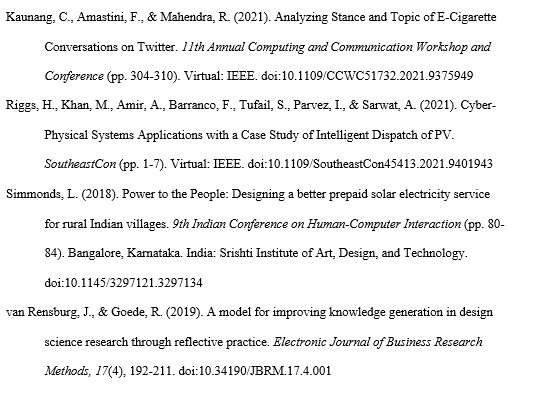 Kaunang, C., Amastini, F., & Mahendra, R. (2021). Analyzing Stance and Topic of E-Cigarette
Conversations on Twitter. 11th Annual Computing and Communication Workshop and
Conference (pp. 304-310). Virtual: IEEE. doi:10.1109/CCWC51732.2021.9375949
Riggs, H., Khan, M., Amir, A., Barranco, F., Tufail, S., Parvez, I., & Sarwat, A. (2021). Cyber-
Physical Systems Applications with a Case Study of Intelligent Dispatch of PV.
SoutheastCon (pp. 1-7). Virtual: IEEE. doi:10.1109/SoutheastCon45413.2021.9401943
Simmonds, L. (2018). Power to the People: Designing a better prepaid solar electricity service
for rural Indian villages. 9th Indian Conference on Human-Computer Interaction (pp. 80-
84). Bangalore, Karnataka. India: Srishti Institute of Art, Design, and Technology.
doi:10.1145/3297121.3297134
van Rensburg, J., & Goede, R. (2019). A model for improving knowledge generation in design
science research through reflective practice. Electronic Journal of Business Research
Methods, 17(4), 192-211. doi:10.34190/JBRM.17.4.001